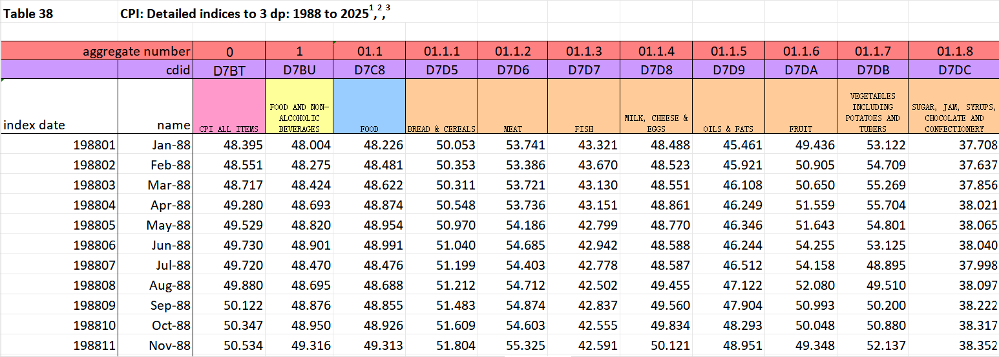 Table 38 CPI: Detailed indices to 3 dp: 1988 to 2025¹,²,³
aggregate number 0 1 01.1 01.1.1 01.1.2 01.1.3 01.1.4 01.1.5 01.1.6 01.1.7 01.1.8
cdid D7BT D7BU D7C8 D7D5 D7D6 D7D7 D7D8 D7D9 D7DA D7DB D7DC
index date name CPI ALL ITEMS FOOD AND NON-ALCOHOLIC BEVERAGES FOOD BREAD & CEREALS MEAT FISH MILK, CHEESE & EGGS OILS & FATS FRUIT VEGETABLES INCLUDING POTATOES AND TUBERS SUGAR, JAM, SYRUPS, CHOCOLATE AND CONFECTIONERY
198801 Jan-88 48.395 48.004 48.226 50.053 53.741 43.321 48.488 45.461 49.436 53.122 37.708
198802 Feb-88 48.551 48.275 48.481 50.353 53.386 43.670 48.523 45.921 50.905 54.709 37.637
198803 Mar-88 48.717 48.424 48.622 50.311 53.721 43.130 48.551 46.108 50.650 55.269 37.856
198804 Apr-88 49.280 48.693 48.874 50.548 53.736 43.151 48.861 46.249 51.559 55.704 38.021
198805 May-88 49.529 48.820 48.954 50.970 54.186 42.799 48.770 46.346 51.643 54.801 38.065
198806 Jun-88 49.730 48.901 48.991 51.040 54.685 42.942 48.588 46.244 54.255 53.125 38.040
198807 Jul-88 49.720 48.470 48.476 51.199 54.403 42.778 48.587 46.512 54.158 48.895 37.998
198808 Aug-88 49.880 48.695 48.688 51.212 54.712 42.502 49.455 47.122 52.080 49.510 38.097
198809 Sep-88 50.122 48.876 48.855 51.483 54.874 42.837 49.560 47.904 50.993 50.200 38.222
198810 Oct-88 50.347 48.950 48.926 51.609 54.603 42.555 49.834 48.293 50.048 50.880 38.317
198811 Nov-88 50.534 49.316 49.313 51.804 55.325 42.591 50.121 48.951 49.348 52.137 38.352